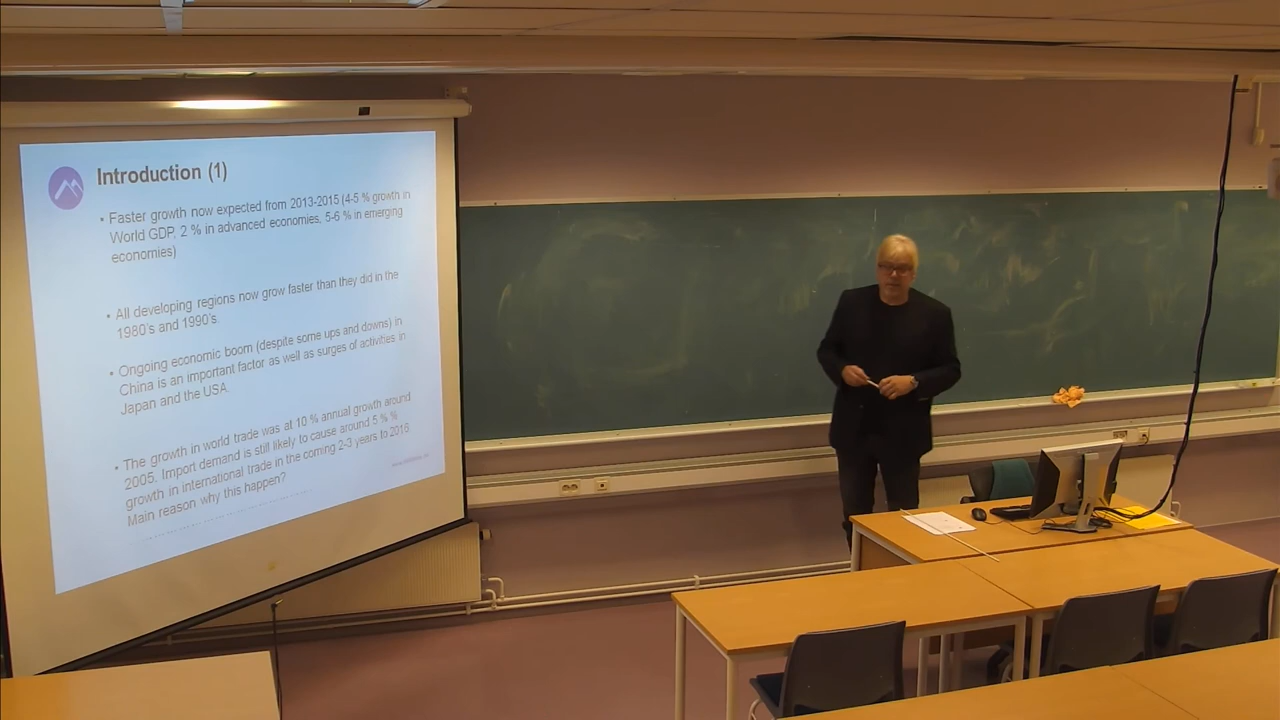 Introduction (1)
• Faster growth now expected from 2013-2015 (4-5 % growth in
World GDP, 2 % in advanced economies, 5-6 % in emerging
economies)
• All developing regions now grow faster than they did in the
1980's and 1990's.
• Ongoing economic boom (despite some ups and downs) in
China is an important factor as well as surges of activities in
Japan and the USA.
• The growth in world trade was at 10 % annual growth around
2005. Import demand is still likely to cause around 5 % %
growth in international trade in the coming 2-3 years to 2016
Main reason why this happen?